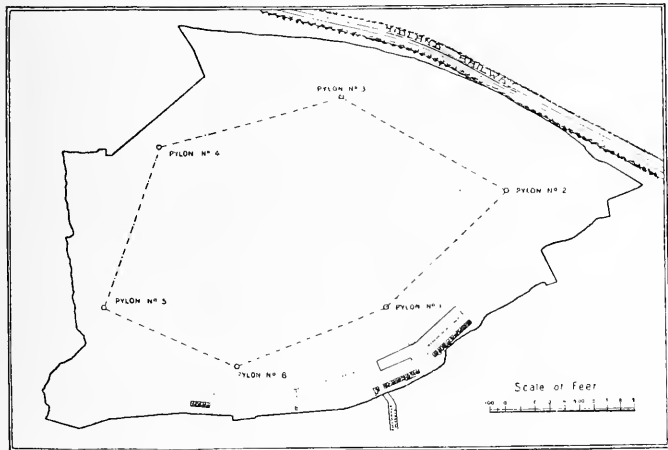 PYLON Nº 3
PYLON Nº 4
PYLON Nº 2
PYLON Nº 5
PYLON Nº 1
PYLON Nº 6
Scale of Feet